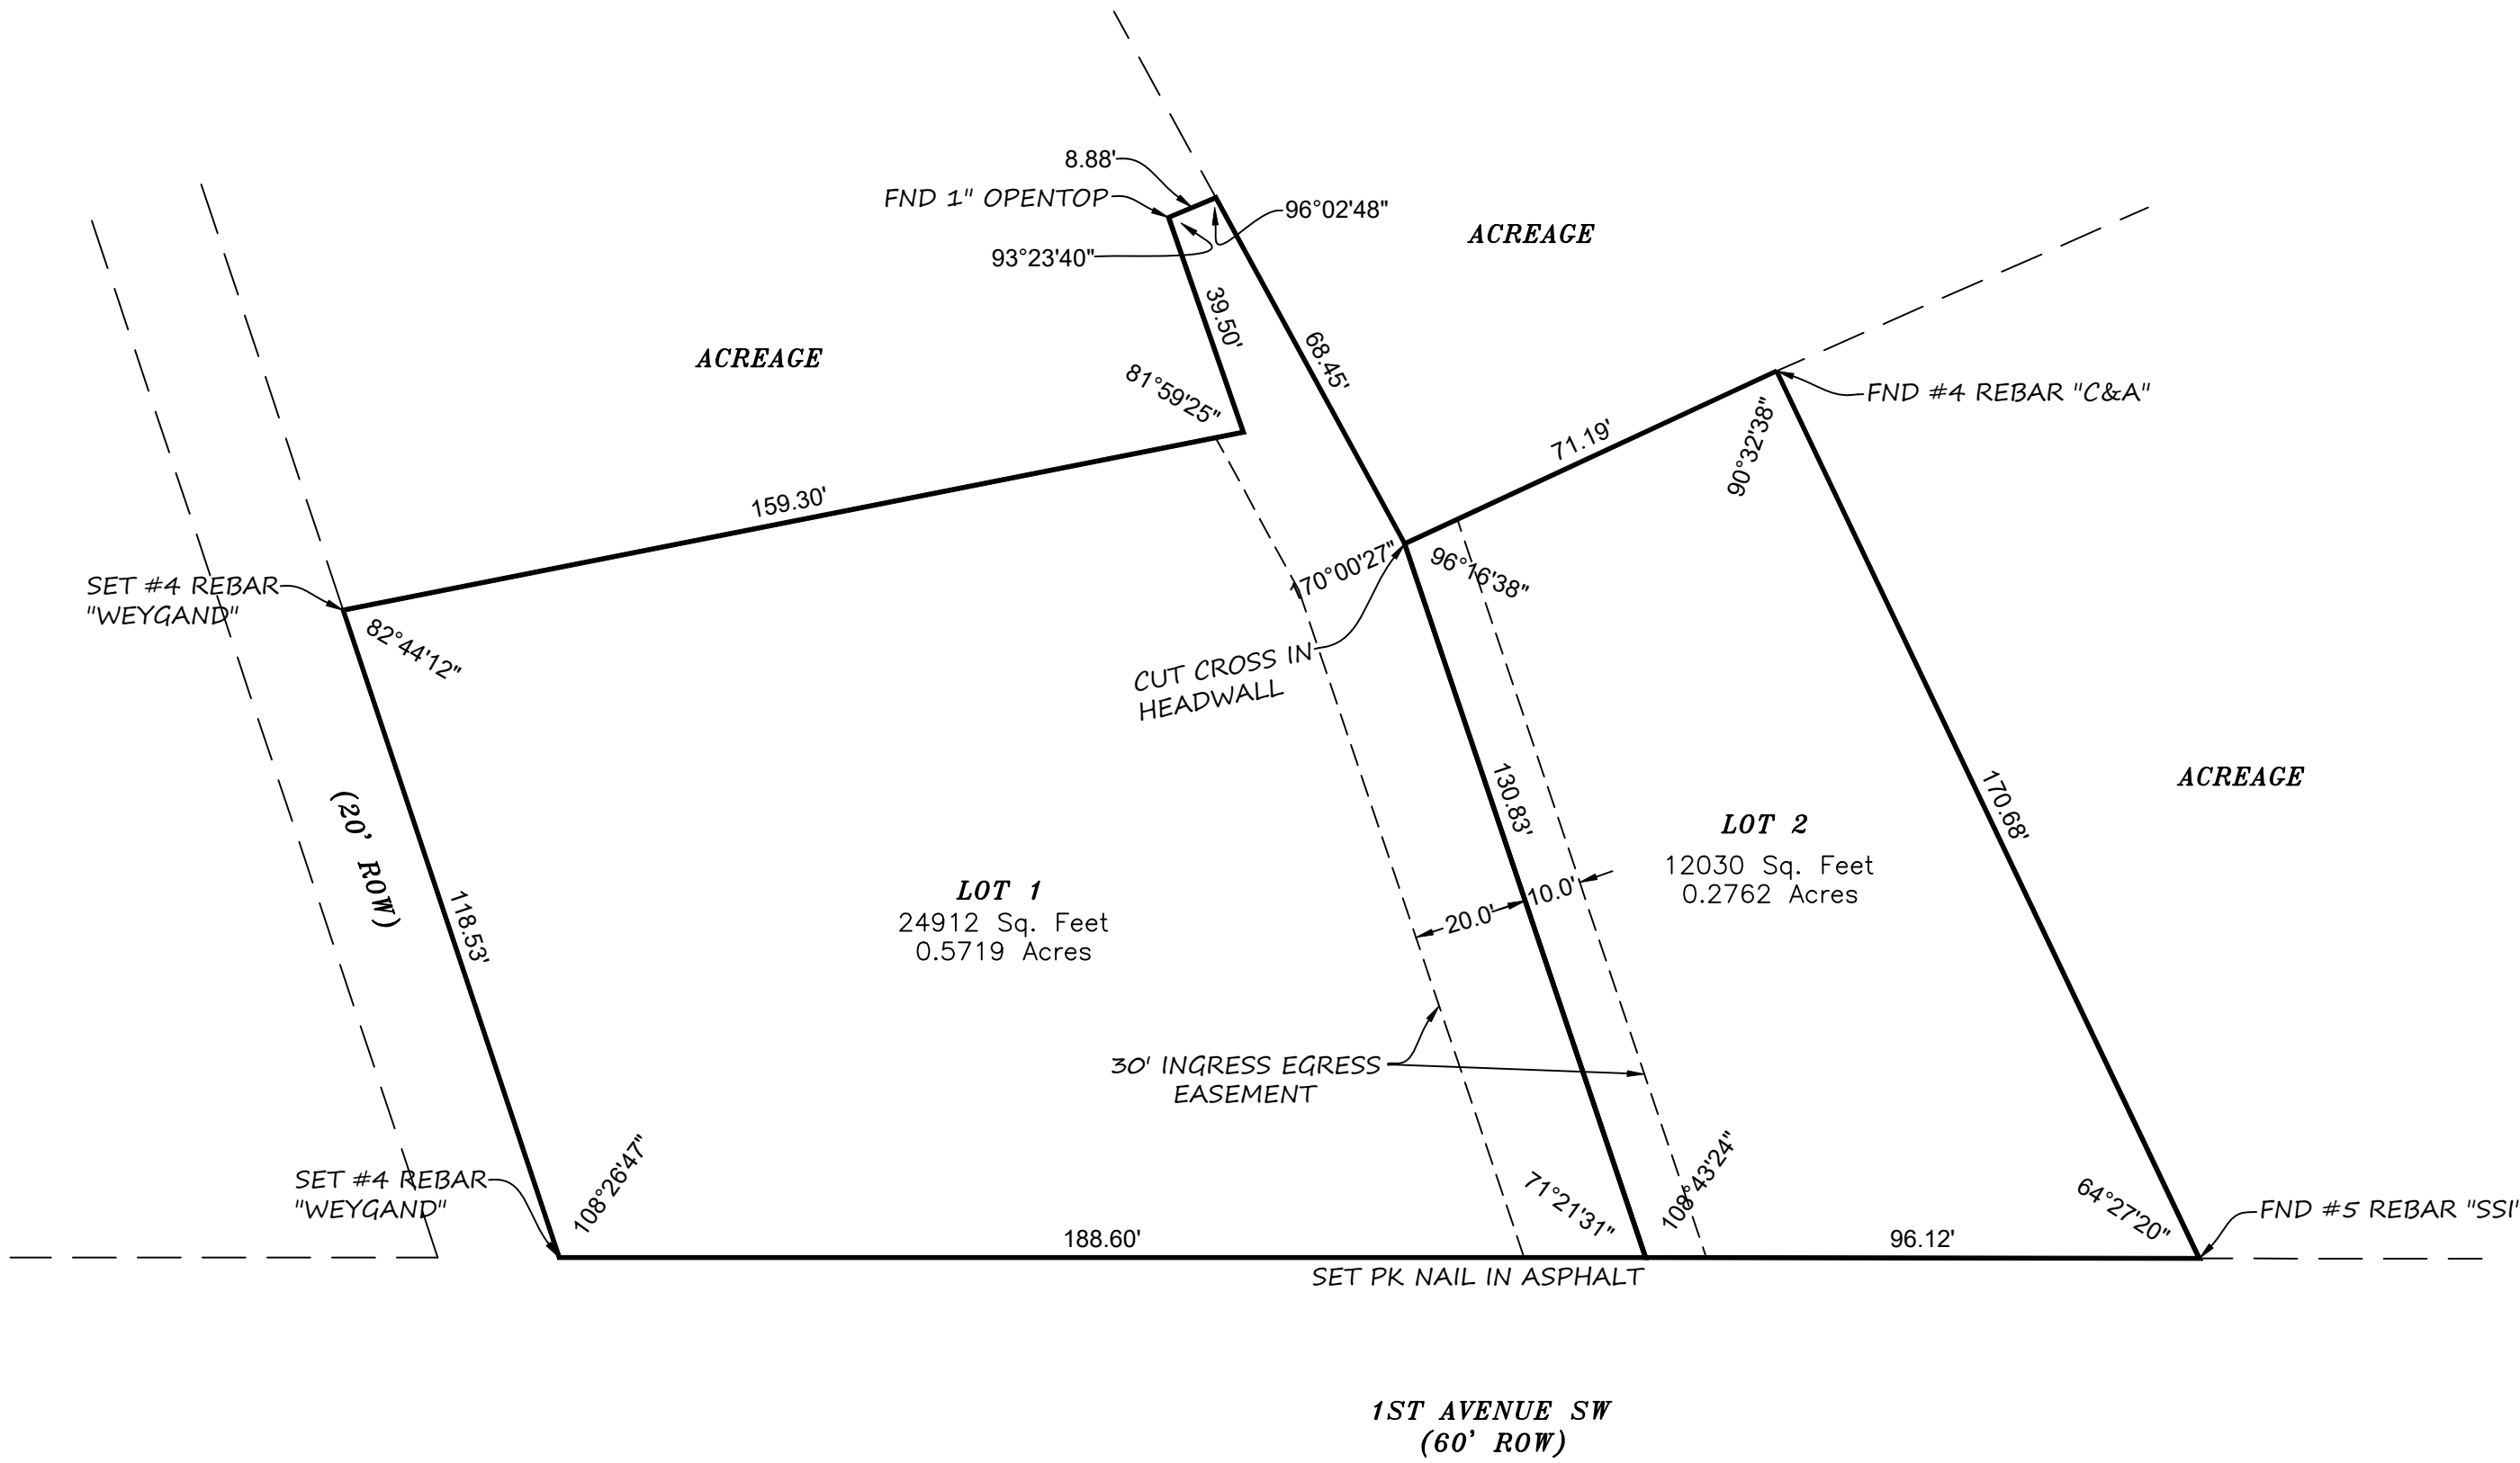 8.88'
FND 1" OPENTOP
96°02'48"
93°23'40"
ACREAGE
39.50'
68.45'
ACREAGE
81°59'25"
FND #4 REBAR "C&A"
71.19'
90°32'38"
159.30'
170°00'27"
96°16'38"
SET #4 REBAR
"WEYGAND"
82°44'12"
CUT CROSS IN
HEADWALL
(20' ROW)
118.53'
130.83'
170.68'
ACREAGE
LOT 2
12030 Sq. Feet
0.2762 Acres
LOT 1
24912 Sq. Feet
0.5719 Acres
20.0'
10.0'
30' INGRESS EGRESS
EASEMENT
SET #4 REBAR
"WEYGAND"
108°26'47"
71°21'31"
108°43'24"
64°27'20"
FND #5 REBAR "SSI"
188.60'
96.12'
SET PK NAIL IN ASPHALT
1ST AVENUE SW
(60' ROW)